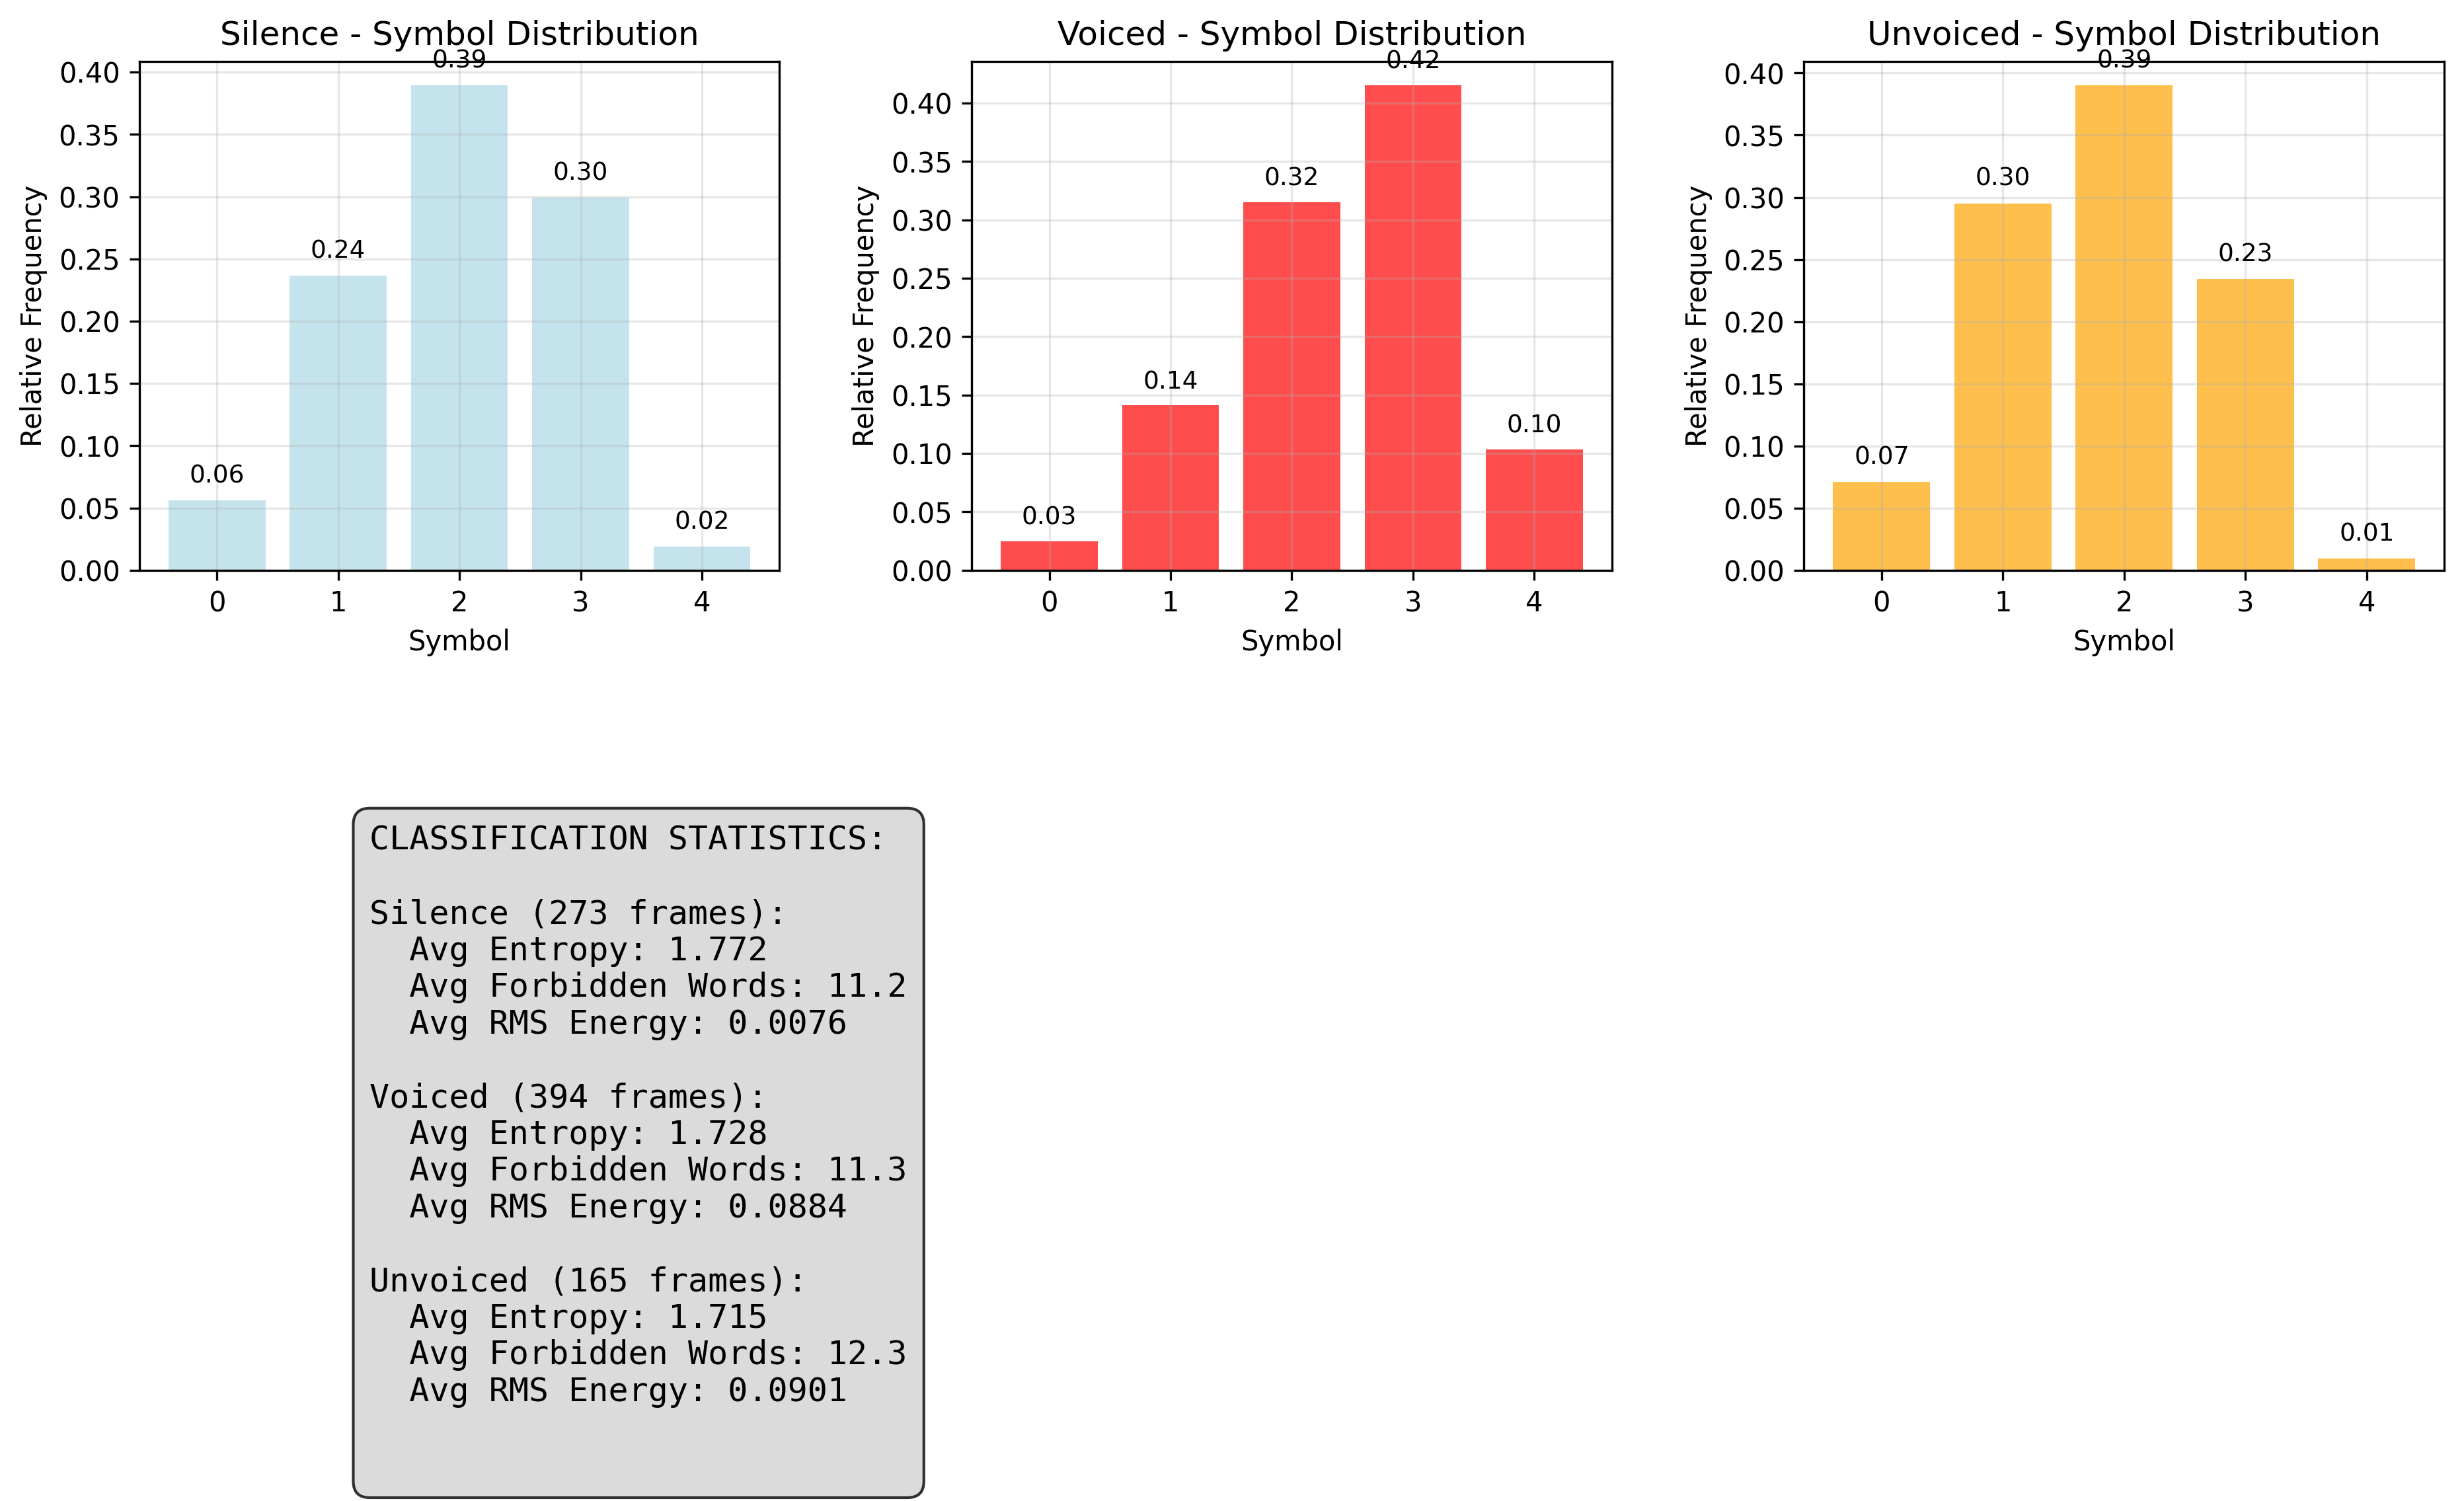 Silence - Symbol Distribution
Relative Frequency
0.40
0.35
0.30
0.25
0.20
0.15
0.10
0.05
0.00
0.06
0.24
0.39
0.30
0.02
0 1 2 3 4
Symbol
Voiced - Symbol Distribution
Relative Frequency
0.40
0.35
0.30
0.25
0.20
0.15
0.10
0.05
0.00
0.03
0.14
0.32
0.42
0.10
0 1 2 3 4
Symbol
Unvoiced - Symbol Distribution
Relative Frequency
0.40
0.35
0.30
0.25
0.20
0.15
0.10
0.05
0.00
0.07
0.30
0.39
0.23
0.01
0 1 2 3 4
Symbol
CLASSIFICATION STATISTICS:
Silence (273 frames):
Avg Entropy: 1.772
Avg Forbidden Words: 11.2
Avg RMS Energy: 0.0076
Voiced (394 frames):
Avg Entropy: 1.728
Avg Forbidden Words: 11.3
Avg RMS Energy: 0.0884
Unvoiced (165 frames):
Avg Entropy: 1.715
Avg Forbidden Words: 12.3
Avg RMS Energy: 0.0901